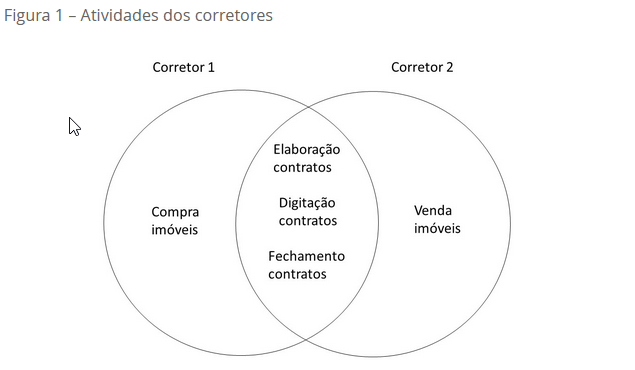 Figura 1 – Atividades dos corretores
Corretor 1
Corretor 2
Compra
imóveis
Elaboração
contratos
Digitação
contratos
Fechamento
contratos
Venda
imóveis